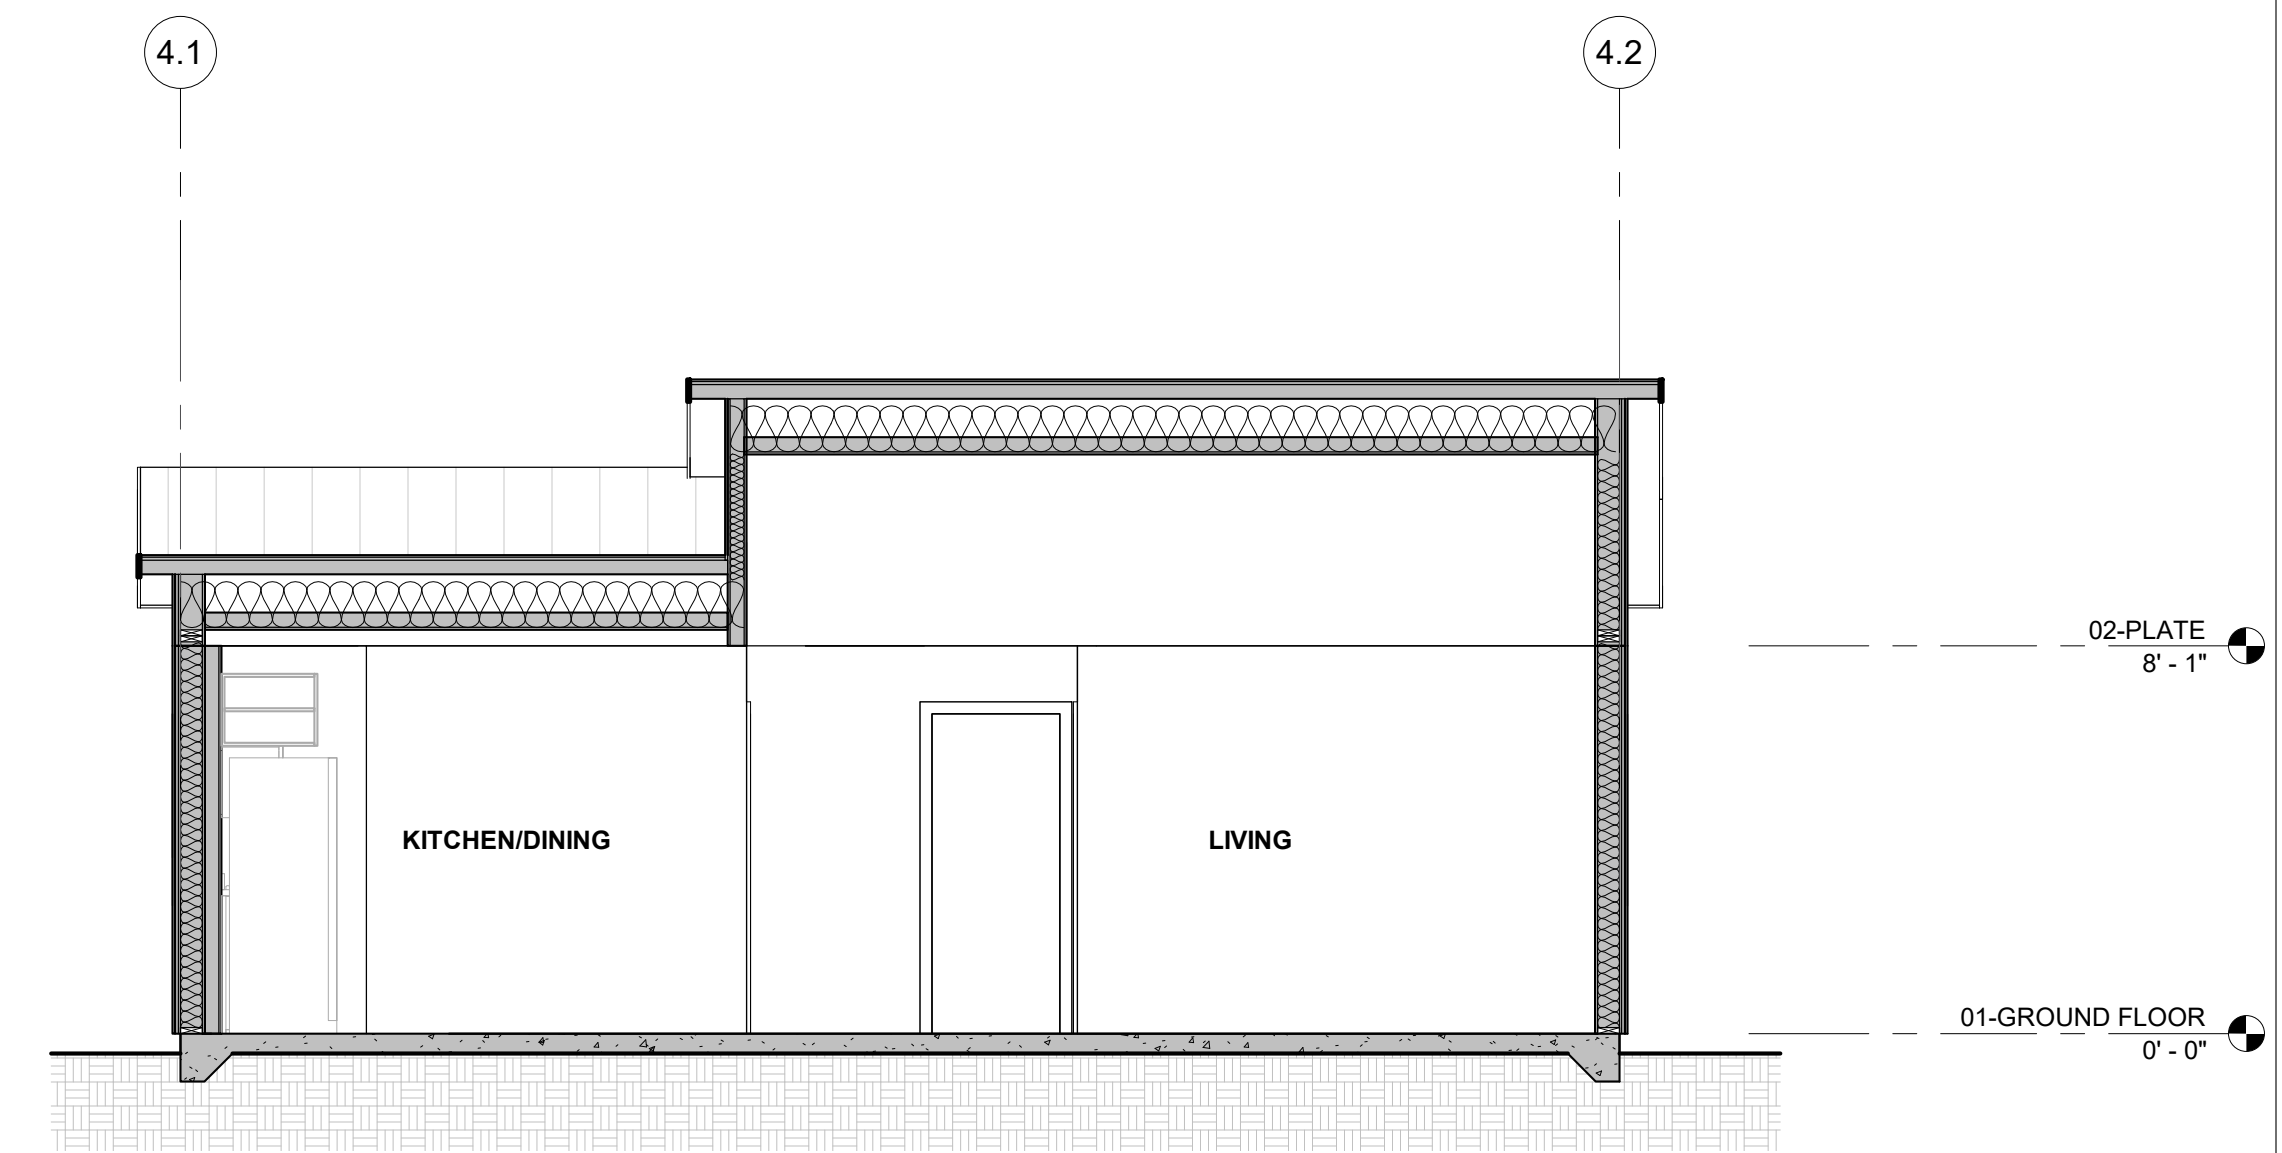 4.1
4.2
02-PLATE
8' - 1"
KITCHEN/DINING
LIVING
01-GROUND FLOOR
0' - 0"